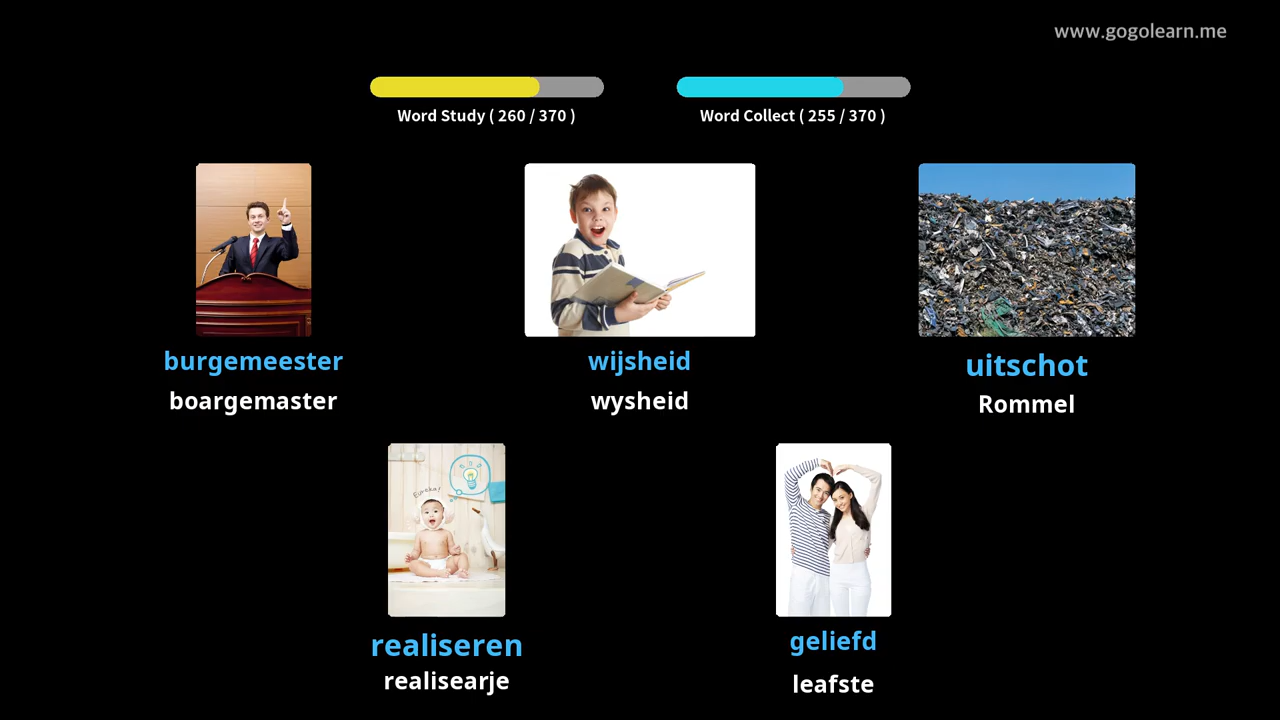 www.gogolearn.me
Word Study ( 260 / 370 )
Word Collect ( 255 / 370 )
burgemeester
boargemaster
wijsheid
wysheid
uitschot
Rommel
Eureka!
realiseren
realisearje
geliefd
leafste